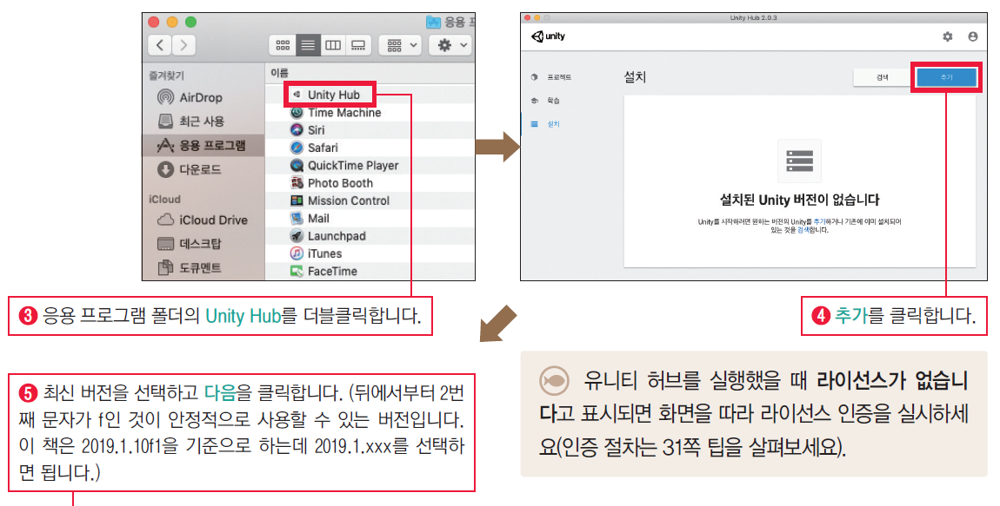 응용 프
즐겨찾기
AirDrop
최근 사용
응용 프로그램
다운로드
iCloud
iCloud Drive
데스크탑
도큐멘트
이름
Unity Hub
Time Machine
Siri
Safari
QuickTime Player
Photo Booth
Mission Control
Mail
Launchpad
iTunes
FaceTime
Unity Hub 2.0.3
unity
프로젝트
학습
설치
설치
검색
추가
설치된 Unity 버전이 없습니다
Unity를 시작하려면 원하는 버전의 Unity를 추가하거나 기존에 이미 설치되어
있는 것을 검색합니다.
❸ 응용 프로그램 폴더의 Unity Hub를 더블클릭합니다.
❹ 추가를 클릭합니다.
❺ 최신 버전을 선택하고 다음을 클릭합니다. (뒤에서부터 2번
째 문자가 f인 것이 안정적으로 사용할 수 있는 버전입니다.
이 책은 2019.1.10f1을 기준으로 하는데 2019.1.xxx를 선택하
면 됩니다.)
유니티 허브를 실행했을 때 라이선스가 없습니
다고 표시되면 화면을 따라 라이선스 인증을 실시하세
요(인증 절차는 31쪽 팁을 살펴보세요).